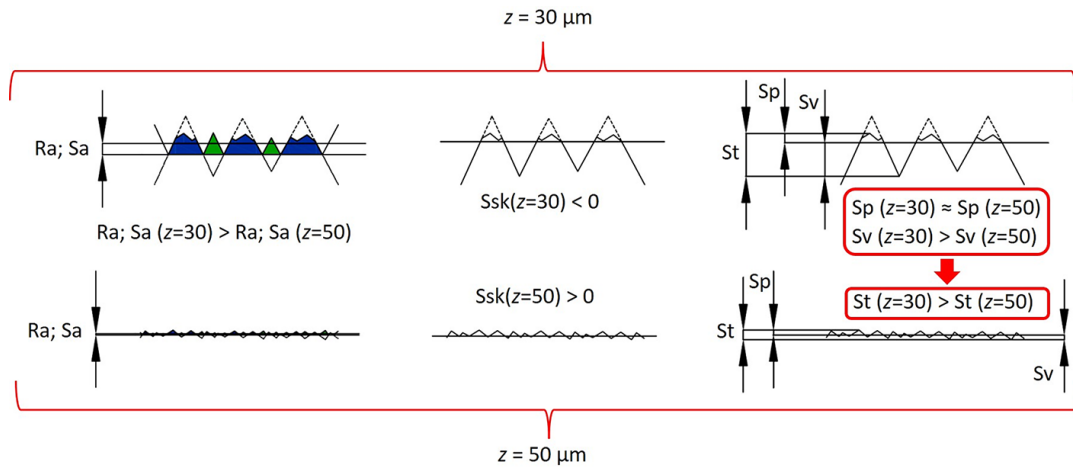 z = 30 µm
Sp
Sv
Ra; Sa
St
Ssk(z=30) < 0
Sp (z=30) ≈ Sp (z=50)
Ra; Sa (z=30) > Ra; Sa (z=50)
Sv (z=30) > Sv (z=50)
Sp
Ssk(z=50) > 0
St (z=30) > St (z=50)
Ra; Sa
St
Sv
z = 50 µm